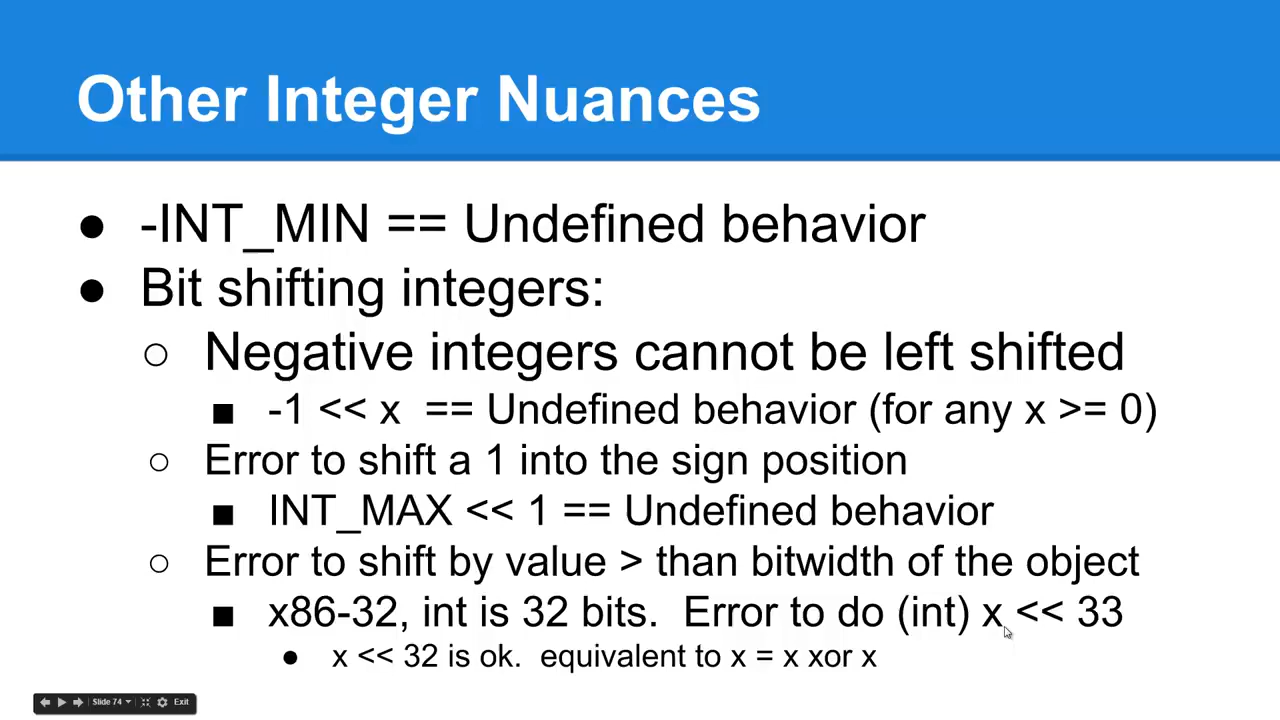 Other Integer Nuances
● -INT_MIN == Undefined behavior
● Bit shifting integers:
○ Negative integers cannot be left shifted
■ -1 << x == Undefined behavior (for any x >= 0)
○ Error to shift a 1 into the sign position
■ INT_MAX << 1 == Undefined behavior
○ Error to shift by value > than bitwidth of the object
■ x86-32, int is 32 bits. Error to do (int) x << 33
● x << 32 is ok. equivalent to x = x xor x
Slide 74 Exit